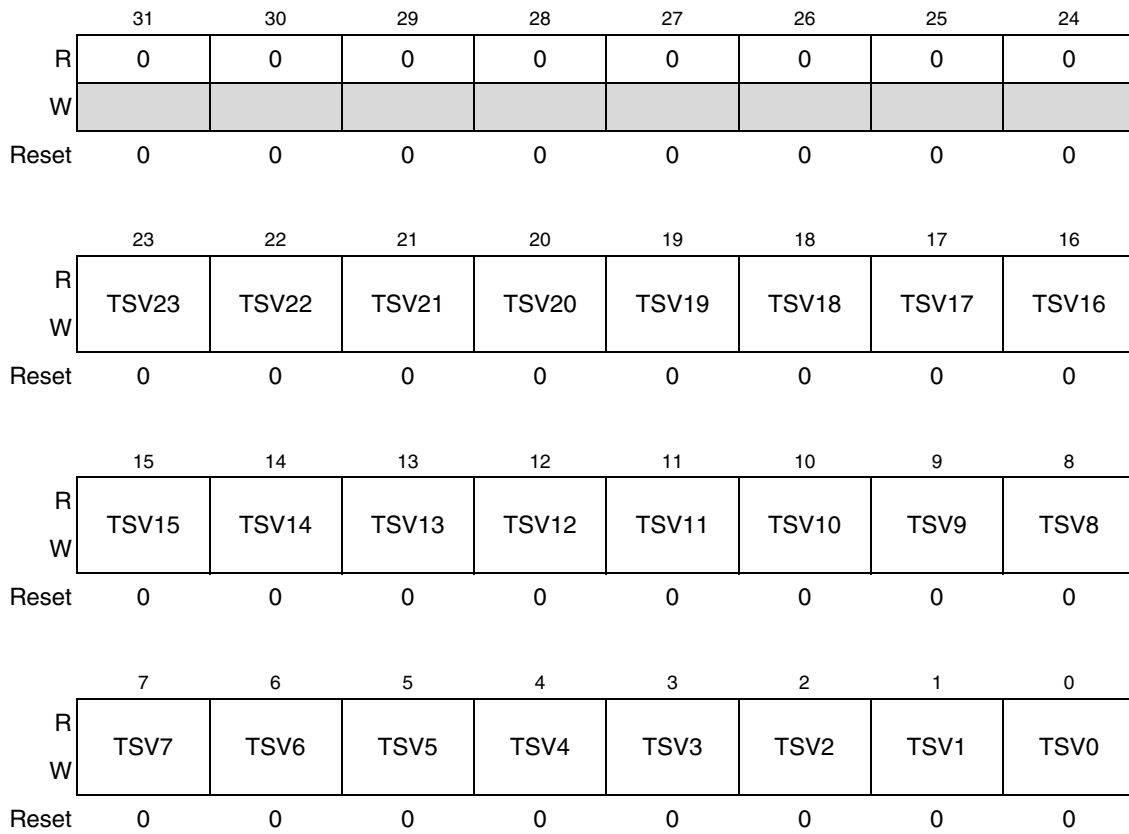 31 30 29 28 27 26 25 24
R 0 0 0 0 0 0 0 0
W
Reset 0 0 0 0 0 0 0 0
23 22 21 20 19 18 17 16
R
TSV23 TSV22 TSV21 TSV20 TSV19 TSV18 TSV17 TSV16
W
Reset 0 0 0 0 0 0 0 0
15 14 13 12 11 10 9 8
R
TSV15 TSV14 TSV13 TSV12 TSV11 TSV10 TSV9 TSV8
W
Reset 0 0 0 0 0 0 0 0
7 6 5 4 3 2 1 0
R
TSV7 TSV6 TSV5 TSV4 TSV3 TSV2 TSV1 TSV0
W
Reset 0 0 0 0 0 0 0 0